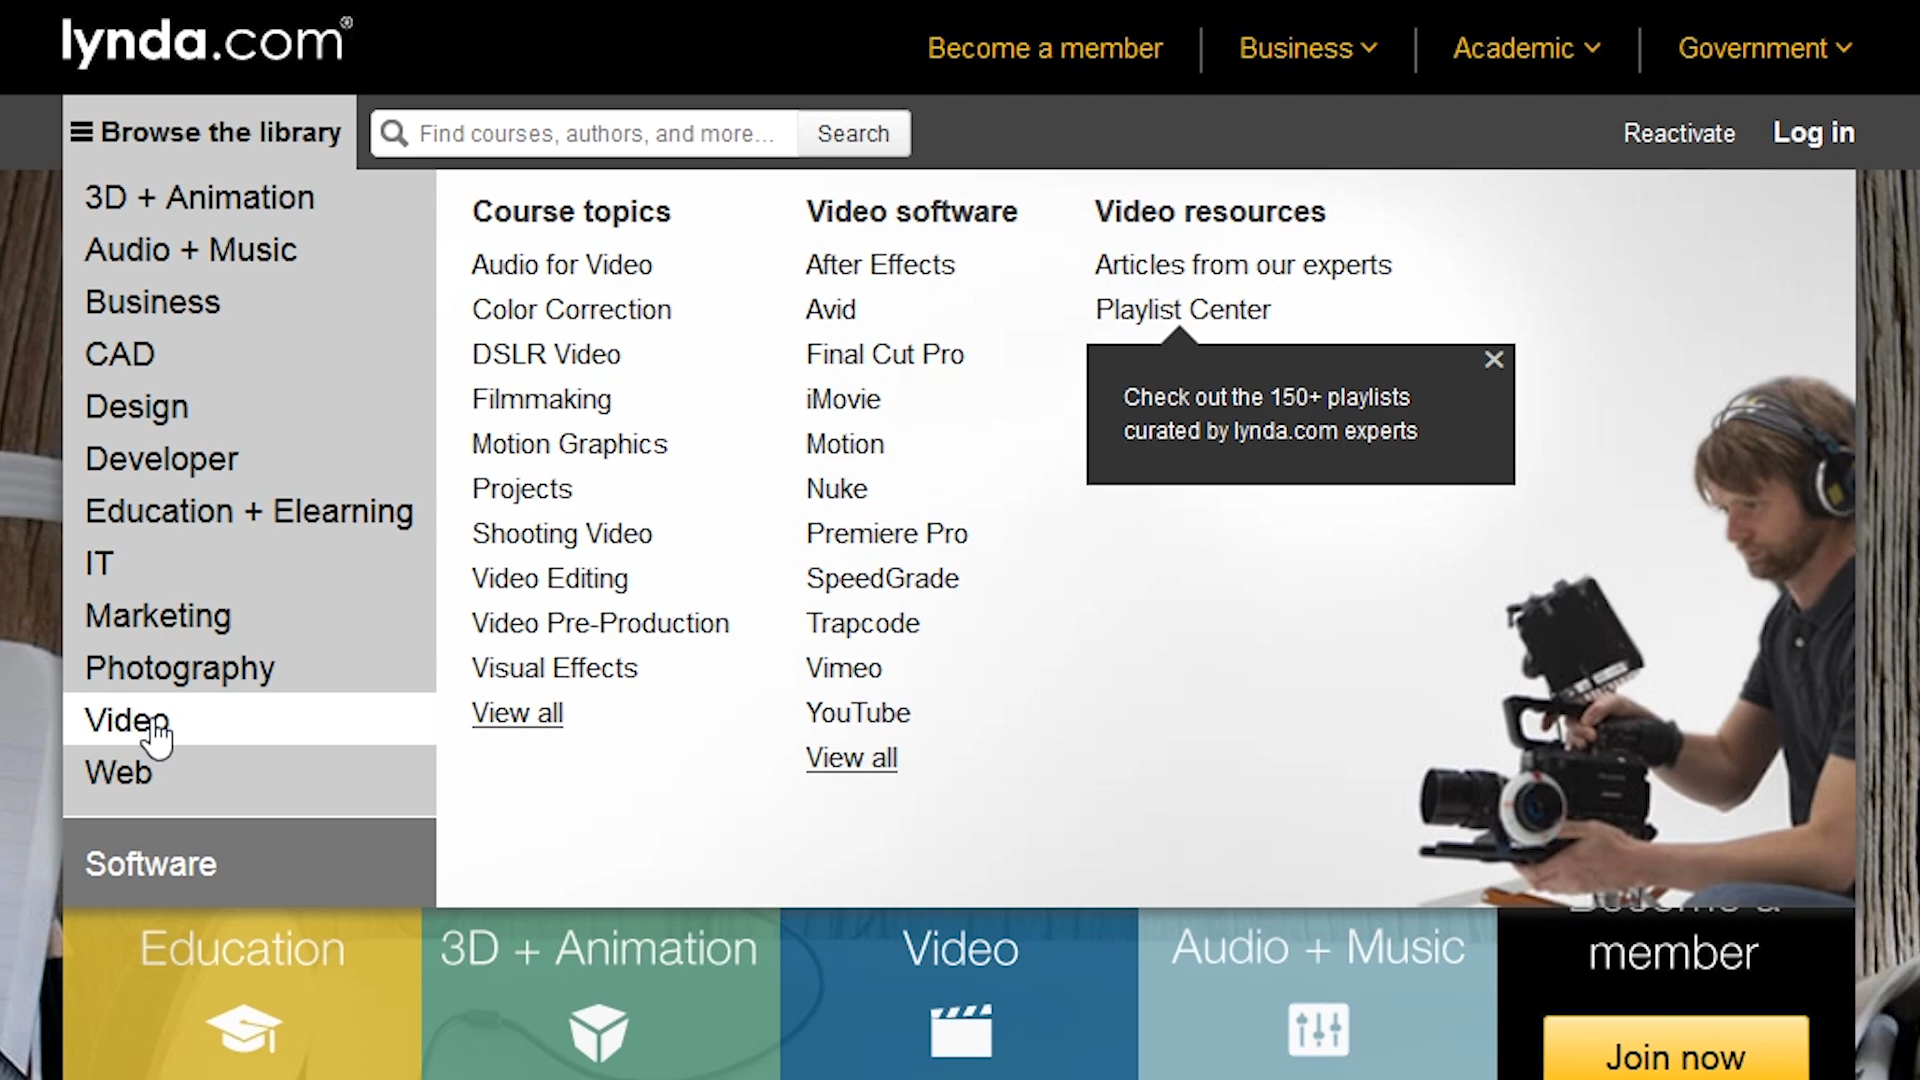 lynda.com®
Become a member
Business
Academic
Government
Browse the library
Find courses, authors, and more...
Search
Reactivate
Log in
3D + Animation
Audio + Music
Business
CAD
Design
Developer
Education + Elearning
IT
Marketing
Photography
Video
Web
Software
Course topics
Audio for Video
Color Correction
DSLR Video
Filmmaking
Motion Graphics
Projects
Shooting Video
Video Editing
Video Pre-Production
Visual Effects
View all
Video software
After Effects
Avid
Final Cut Pro
iMovie
Motion
Nuke
Premiere Pro
SpeedGrade
Trapcode
Vimeo
YouTube
View all
Video resources
Articles from our experts
Playlist Center
Check out the 150+ playlists
curated by lynda.com experts
Education
3D + Animation
Video
Audio + Music
Become a
member
Join now